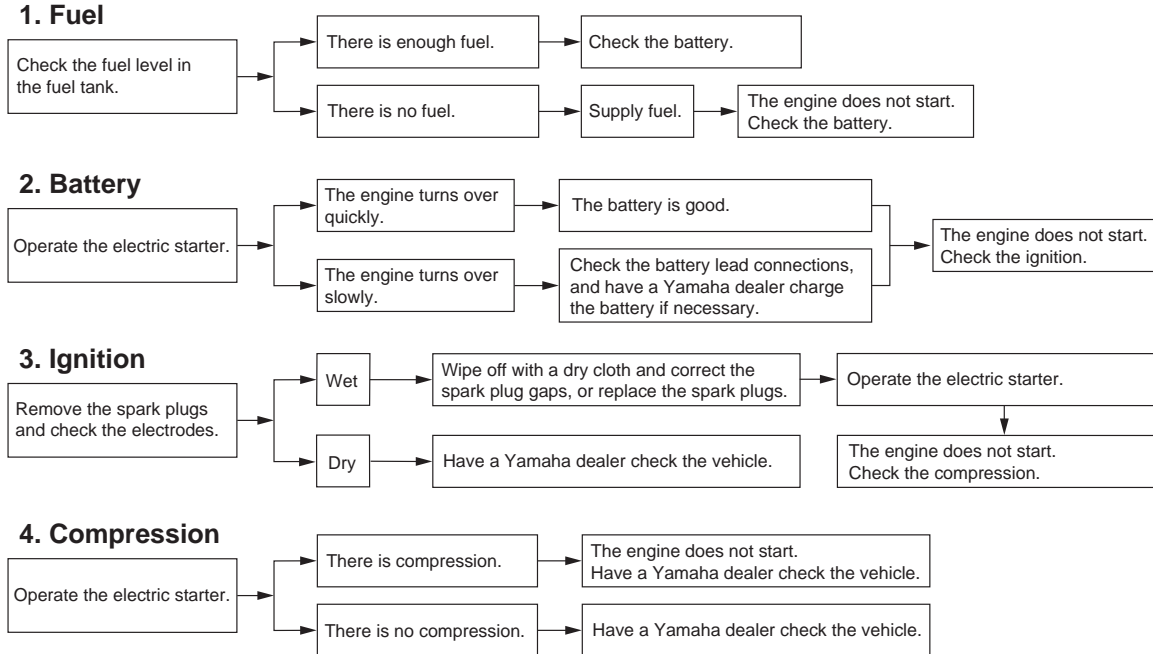 1. Fuel
Check the fuel level in
the fuel tank.
There is enough fuel.
Check the battery.
There is no fuel.
Supply fuel.
The engine does not start.
Check the battery.
2. Battery
Operate the electric starter.
The engine turns over
quickly.
The battery is good.
The engine turns over
slowly.
Check the battery lead connections,
and have a Yamaha dealer charge
the battery if necessary.
The engine does not start.
Check the ignition.
3. Ignition
Remove the spark plugs
and check the electrodes.
Wet
Wipe off with a dry cloth and correct the
spark plug gaps, or replace the spark plugs.
Operate the electric starter.
Dry
Have a Yamaha dealer check the vehicle.
The engine does not start.
Check the compression.
4. Compression
Operate the electric starter.
There is compression.
The engine does not start.
Have a Yamaha dealer check the vehicle.
There is no compression.
Have a Yamaha dealer check the vehicle.